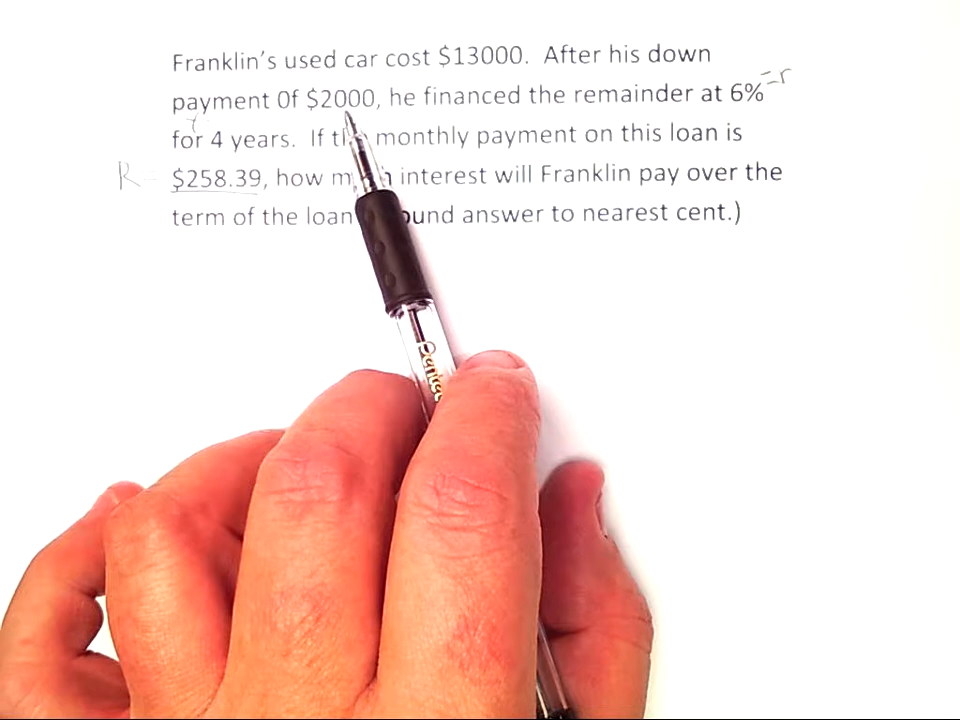 Franklin's used car cost $13000. After his down
payment 0f $2000, he financed the remainder at 6% =r
for 4 years. If monthly payment on this loan is
R = $258.39, how interest will Franklin pay over the
term of the loan answer to nearest cent.)